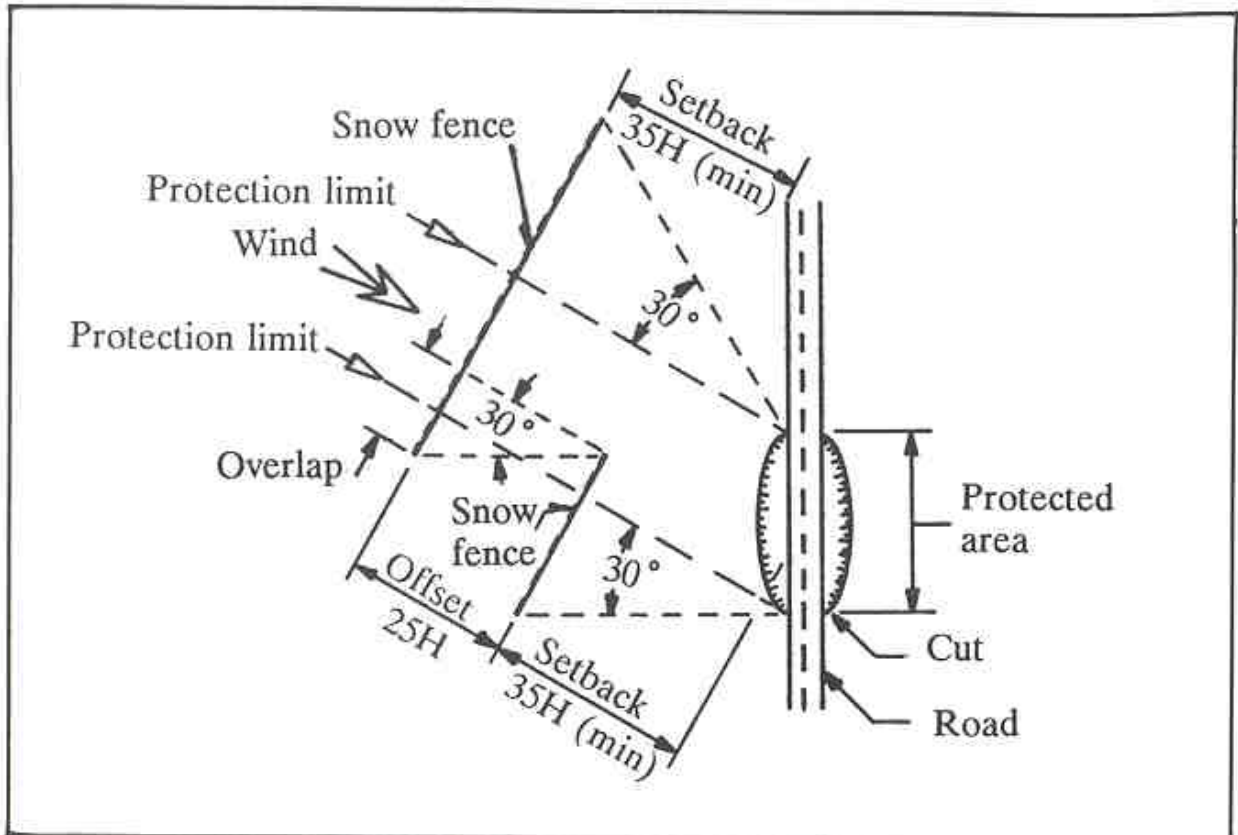 Setback
35H (min)
Snow fence
Protection limit
Wind
30°
Protection limit
30°
Overlap
Snow
fence
Protected
area
30°
Offset
25H
Setback
35H (min)
Cut
Road